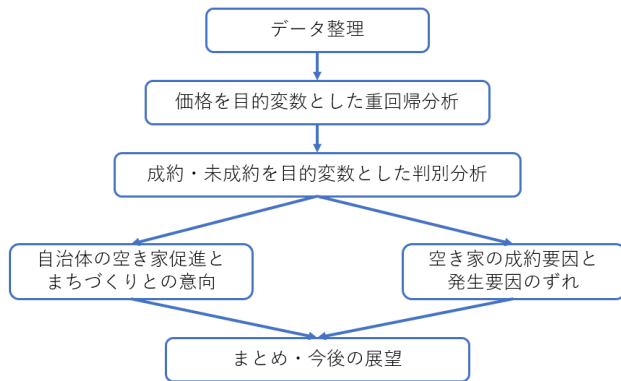 データ整理
価格を目的変数とした重回帰分析
成約・未成約を目的変数とした判別分析
自治体の空き家促進と
まちづくりとの意向
空き家の成約要因と
発生要因のずれ
まとめ・今後の展望